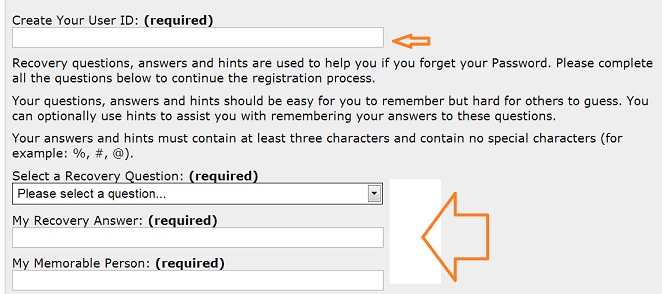 Create Your User ID: (required)
Recovery questions, answers and hints are used to help you if you forget your Password. Please complete
all the questions below to continue the registration process.
Your questions, answers and hints should be easy for you to remember but hard for others to guess. You
can optionally use hints to assist you with remembering your answers to these questions.
Your answers and hints must contain at least three characters and contain no special characters (for
example: %, #, @).
Select a Recovery Question: (required)
Please select a question...
My Recovery Answer: (required)
My Memorable Person: (required)